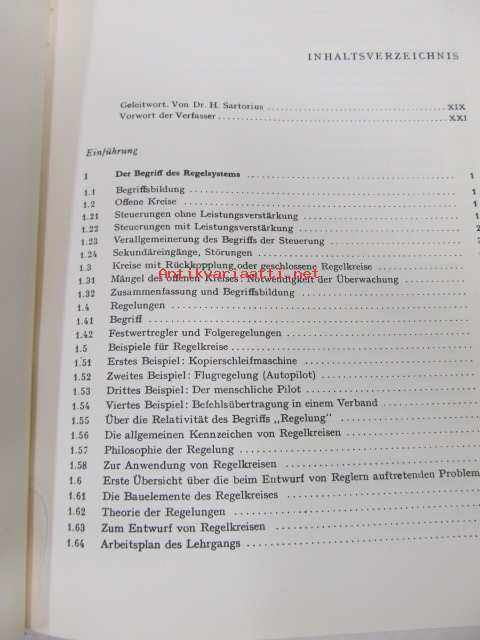 INHALTSVERZEICHNIS
Geleitwort. Von Dr. H. Sartorius XIX
Vorwort der Verfasser XXI
Einführung
1 Der Begriff des Regelsystems 1
1.1 Begriffsbildung 1
1.2 Offene Kreise 1
1.21 Steuerungen ohne Leistungsverstärkung 1
1.22 Steuerungen mit Leistungsverstärkung 2
1.23 Verallgemeinerung des Begriffs der Steuerung
1.24 Sekundäreingänge, Störungen
1.3 Kreise mit Rückkopplung oder geschlossene Regelkreise
Antikvariaatti.net
1.31 Mängel des offenen Kreises: Notwendigkeit der Überwachung
1.32 Zusammenfassung und Begriffsbildung
1.4 Regelungen
1.41 Begriff
1.42 Festwertregler und Folgeregelungen
1.5 Beispiele für Regelkreise
1.51 Erstes Beispiel: Kopierschleifmaschine
1.52 Zweites Beispiel: Flugregelung (Autopilot)
1.53 Drittes Beispiel: Der menschliche Pilot
1.54 Viertes Beispiel: Befehlsübertragung in einem Verband
1.55 Über die Relativität des Begriffs „Regelung"
1.56 Die allgemeinen Kennzeichen von Regelkreisen
1.57 Philosophie der Regelung
1.58 Zur Anwendung von Regelkreisen
1.6 Erste Übersicht über die beim Entwurf von Reglern auftretenden Problem
1.61 Die Bauelemente des Regelkreises
1.62 Theorie der Regelungen
1.63 Zum Entwurf von Regelkreisen
1.64 Arbeitsplan des Lehrgangs